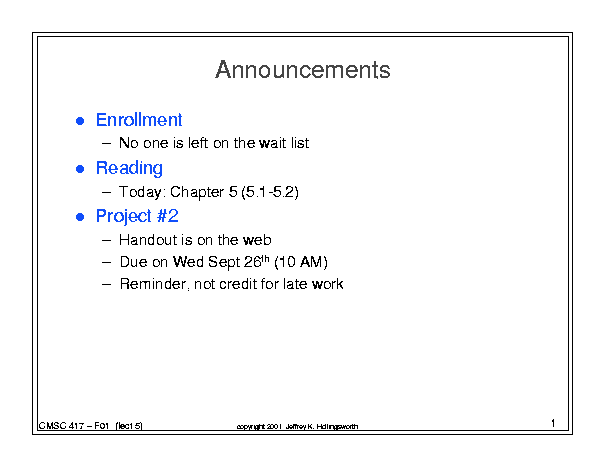 Announcements
● Enrollment
– No one is left on the wait list
● Reading
– Today: Chapter 5 (5.1-5.2)
● Project #2
– Handout is on the web
– Due on Wed Sept 26th (10 AM)
– Reminder, not credit for late work
CMSC 417 – F01 (lect 5)
copyright 2001 Jeffrey K. Hollingsworth
1